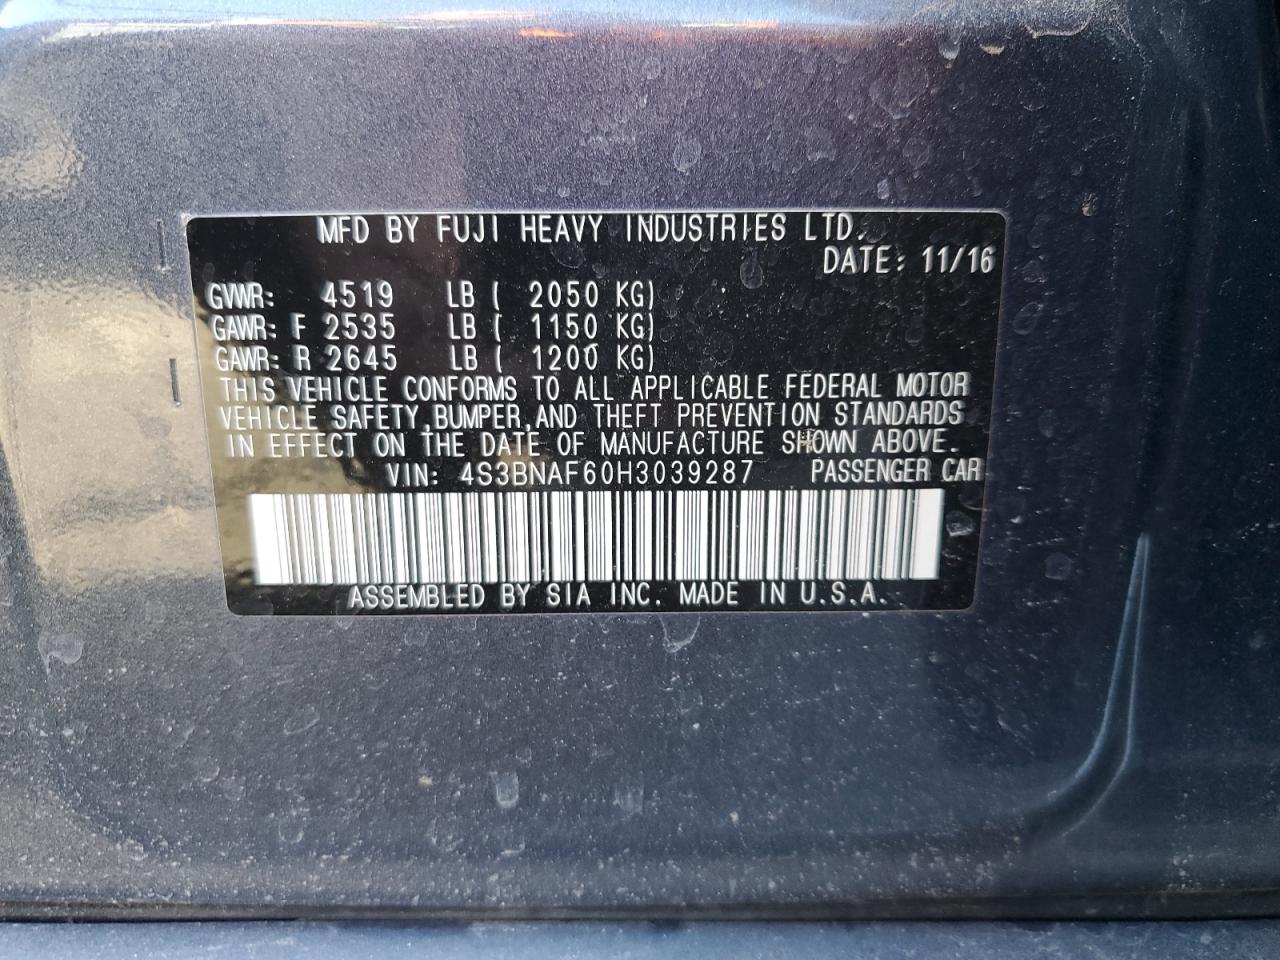 MFD BY FUJI HEAVY INDUSTRIES LTD.
DATE: 11/16
GVWR: 4519 LB ( 2050 KG)
GAWR: F 2535 LB ( 1150 KG)
GAWR: R 2645 LB ( 1200 KG)
THIS VEHICLE CONFORMS TO ALL APPLICABLE FEDERAL MOTOR
VEHICLE SAFETY,BUMPER,AND THEFT PREVENTION STANDARDS
IN EFFECT ON THE DATE OF MANUFACTURE SHOWN ABOVE.
VIN: 4S3BNAF60H3039287 PASSENGER CAR
ASSEMBLED BY SIA INC. MADE IN U.S.A.